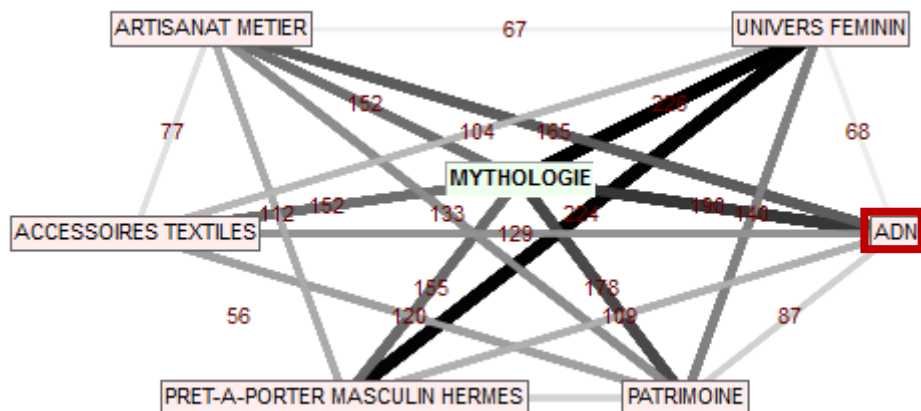 ARTISANAT METIER
67
UNIVERS FEMININ
152
226
77
104
165
68
MYTHOLOGIE
112
152
133
224
190
140
ACCESSOIRES TEXTILES
129
ADN
155
178
56
120
109
87
PRET-A-PORTER MASCULIN HERMES
PATRIMOINE